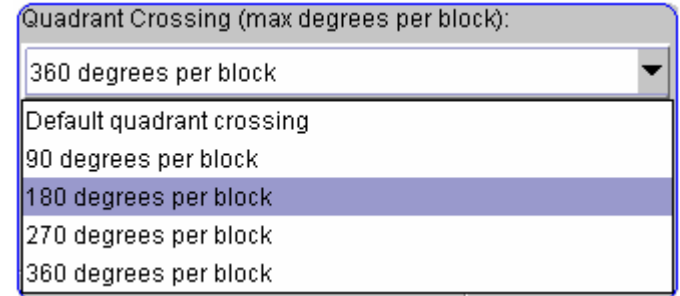 Quadrant Crossing (max degrees per block):
360 degrees per block
Default quadrant crossing
90 degrees per block
180 degrees per block
270 degrees per block
360 degrees per block